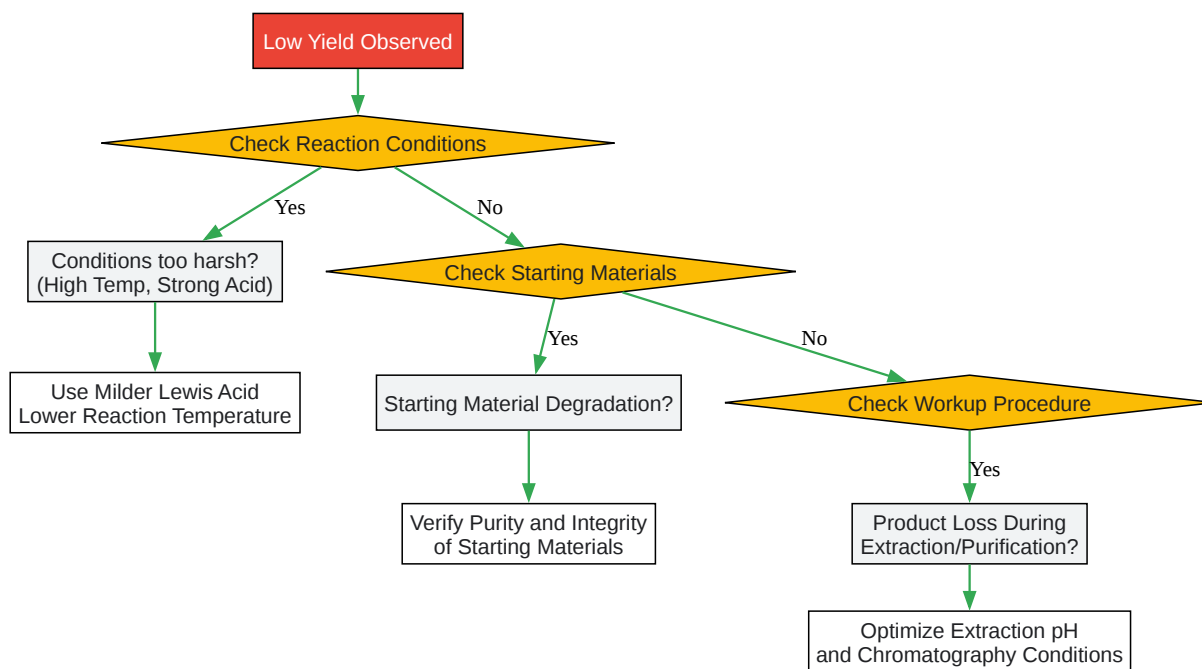 Low Yield Observed
Check Reaction Conditions
Yes
No
Conditions too harsh?
(High Temp, Strong Acid)
Check Starting Materials
Use Milder Lewis Acid
Lower Reaction Temperature
Yes
No
Starting Material Degradation?
Check Workup Procedure
Verify Purity and Integrity
of Starting Materials
Yes
Product Loss During
Extraction/Purification?
Optimize Extraction pH
and Chromatography Conditions